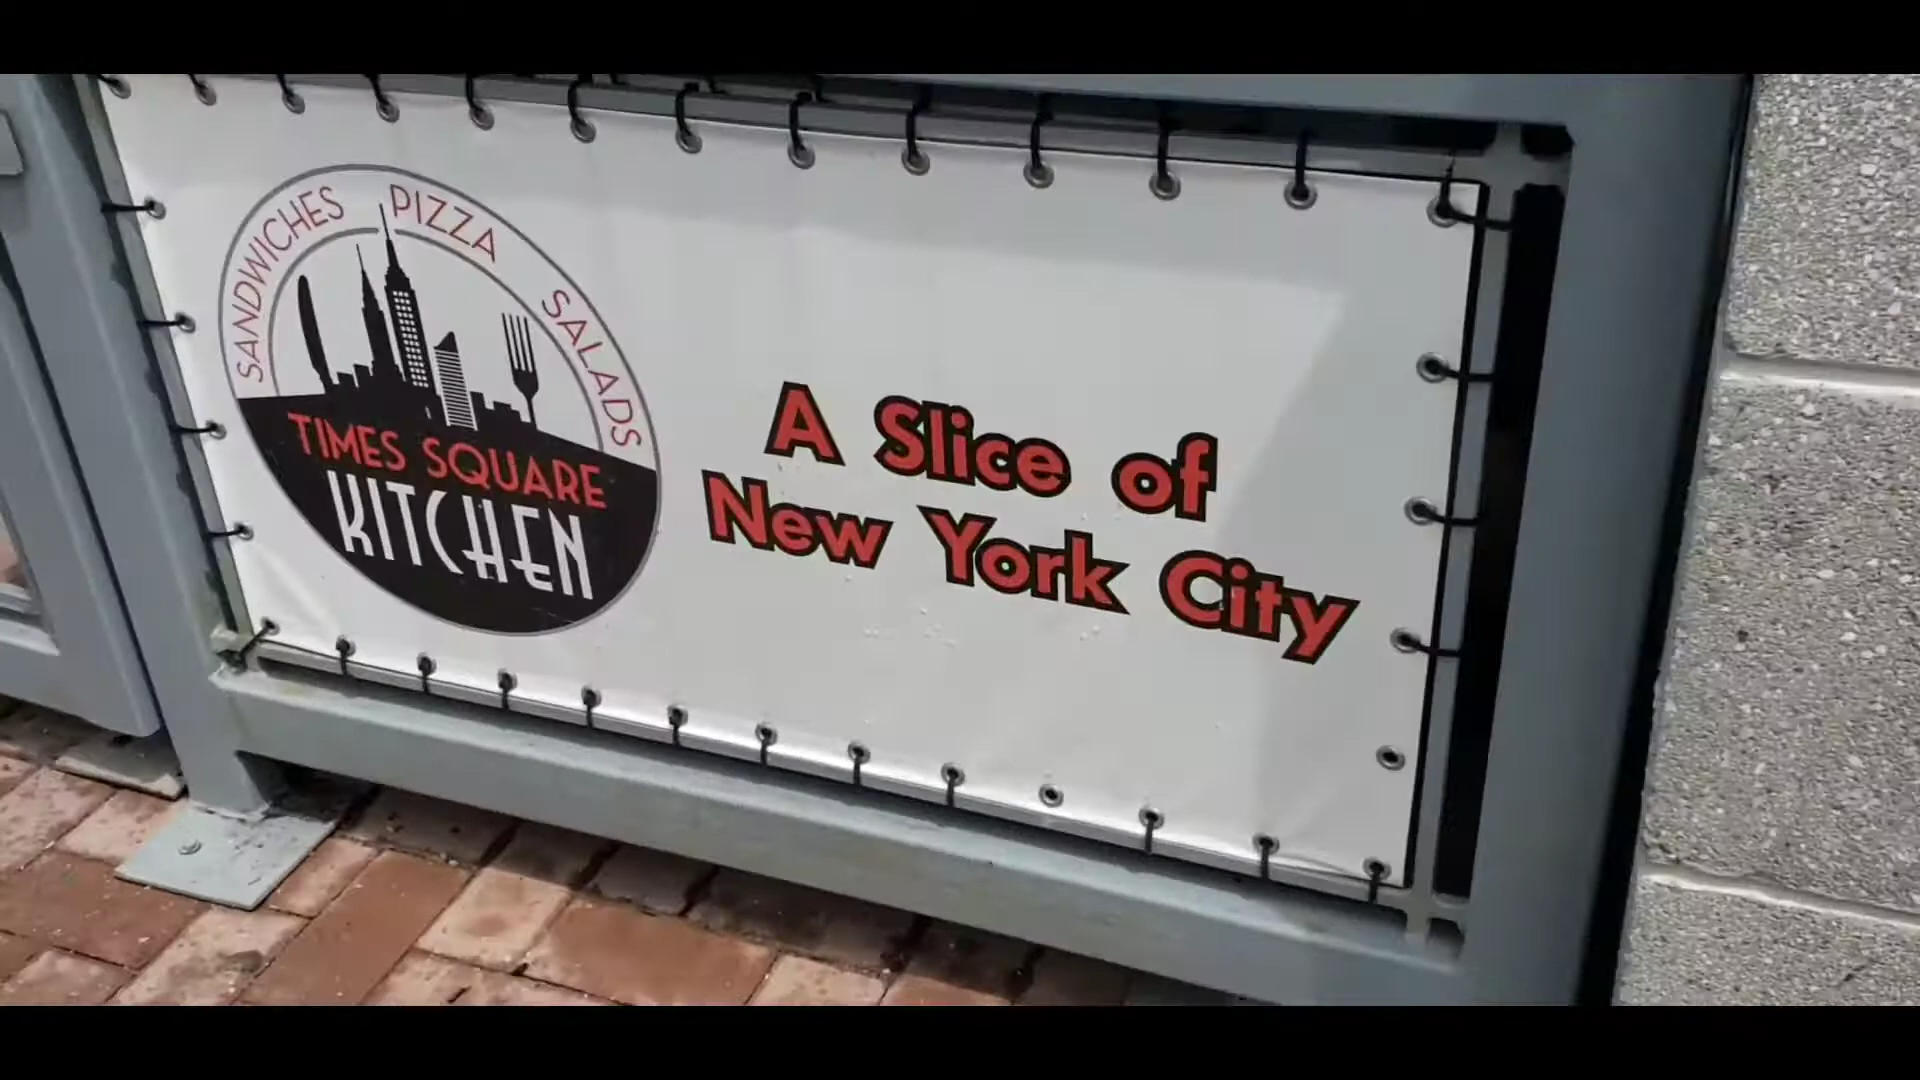 SANDWICHES PIZZA SALADS
TIMES SQUARE
KITCHEN
A Slice of
New York City